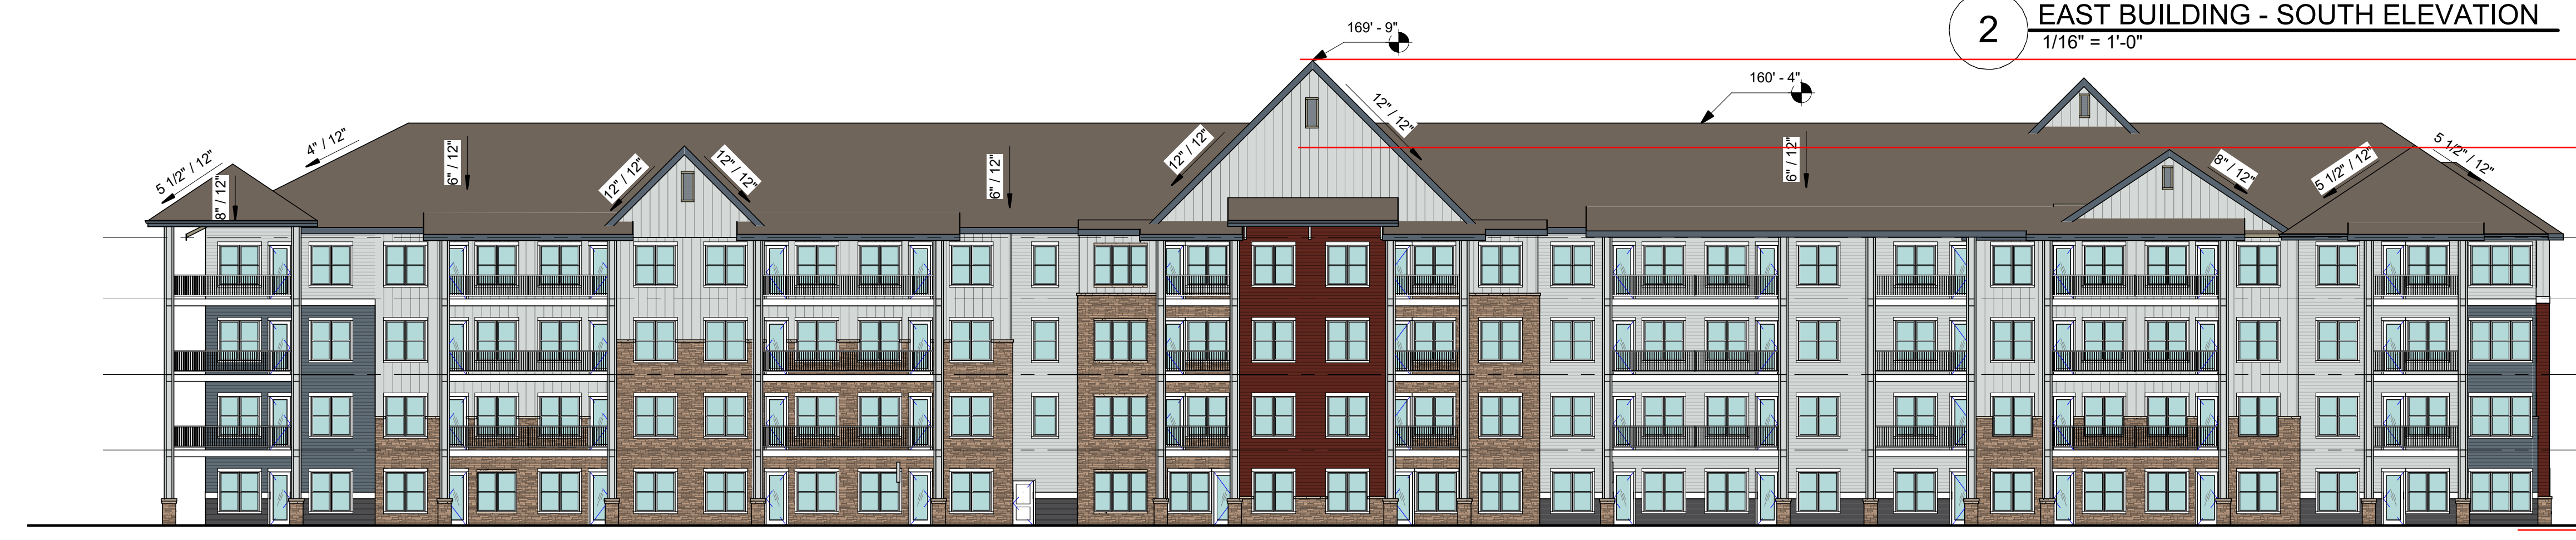 2
EAST BUILDING - SOUTH ELEVATION
1/16" = 1'-0"
169' - 9"
160' - 4"
5 1/2" / 12"
8" / 12"
4" / 12"
6" / 12"
12" / 12"
12" / 12"
6" / 12"
12" / 12"
12" / 12"
6" / 12"
8" / 12"
5 1/2" / 12"
5 1/2" / 12"